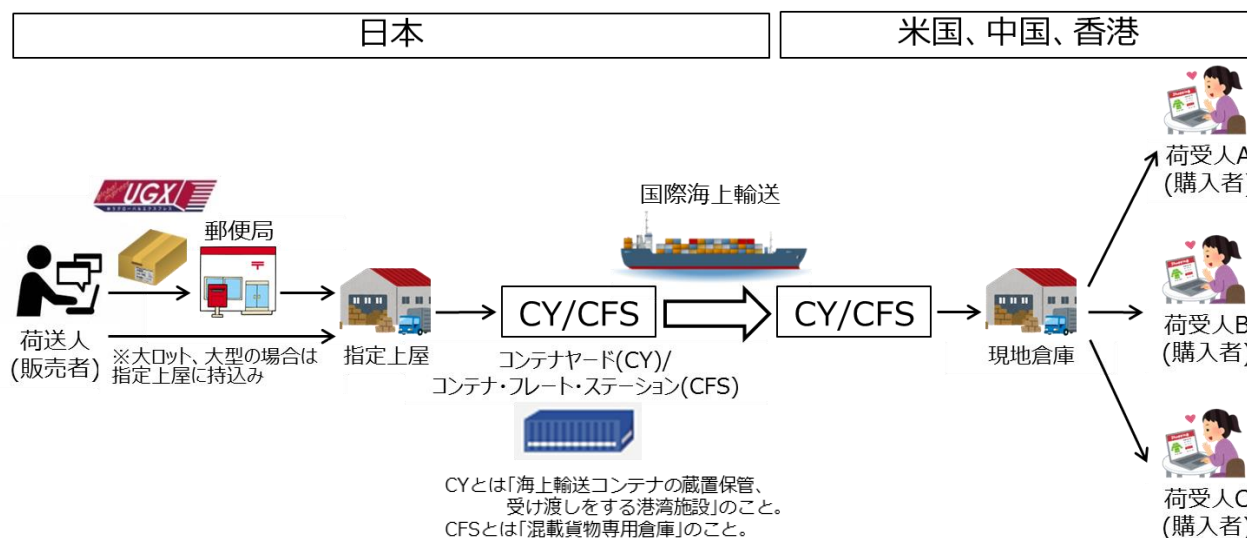 日本
米国、中国、香港
UGX
郵便局
荷送人
(販売者)
※大ロット、大型の場合は
指定上屋に持込み
指定上屋
CY/CFS
コンテナヤード(CY)/
コンテナ・フレート・ステーション(CFS)
国際海上輸送
CY/CFS
現地倉庫
荷受人A
(購入者)
荷受人B
(購入者)
荷受人C
(購入者)
CYとは「海上輸送コンテナの蔵置保管、
受け渡しをする港湾施設」のこと。
CFSとは「混載貨物専用倉庫」のこと。